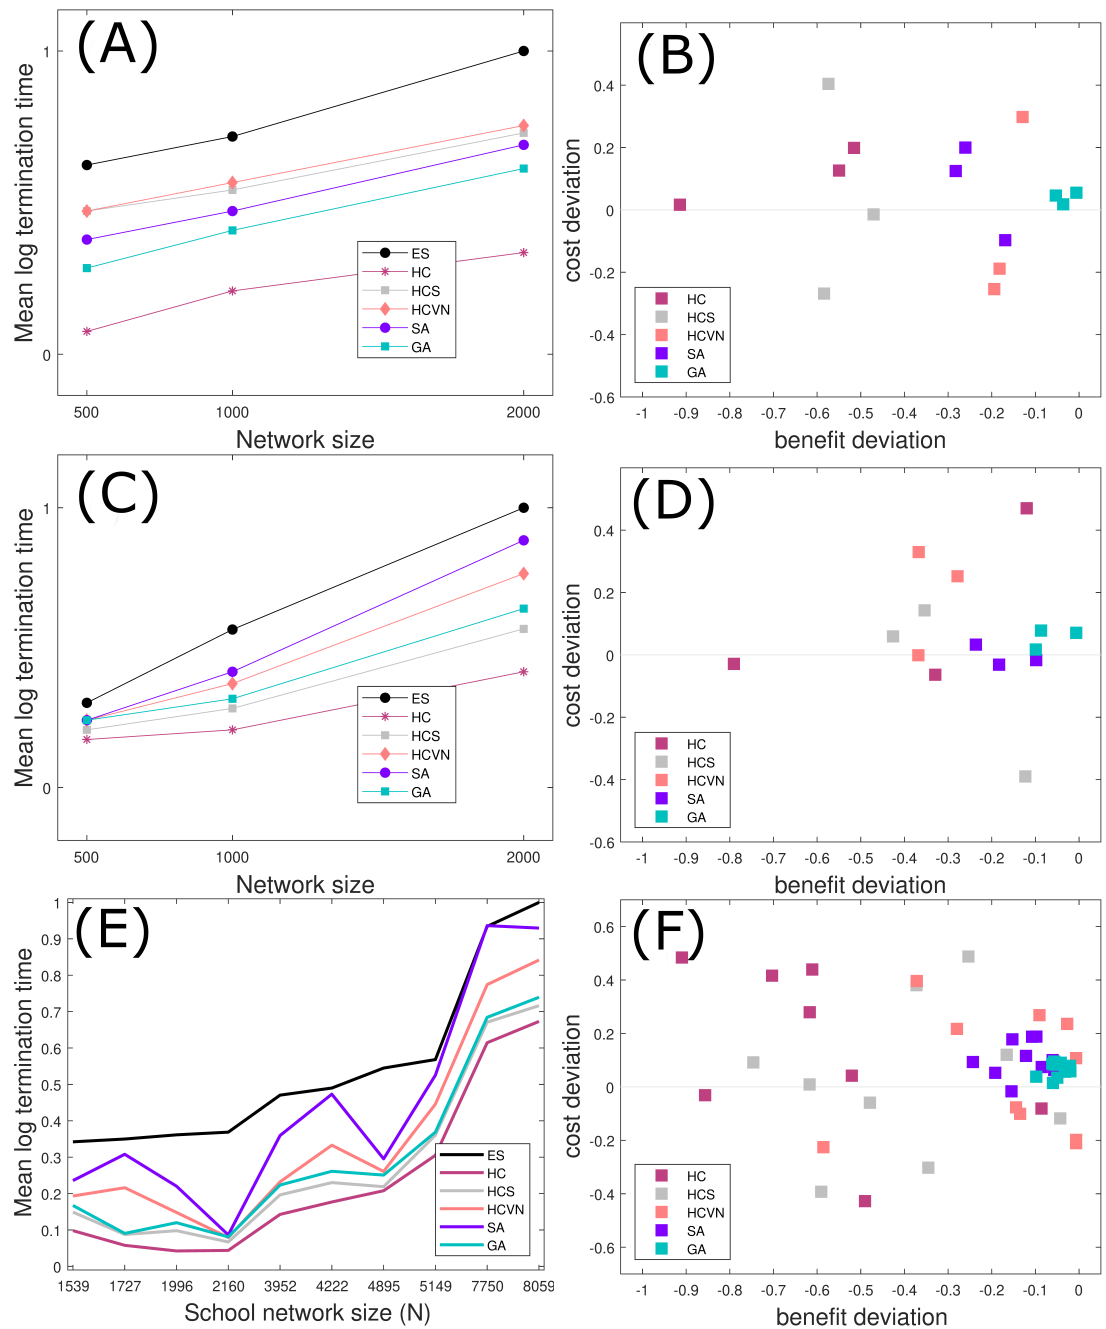 (A)
Mean log termination time
1
0
500 1000 2000
Network size
ES
HC
HCS
HCVN
SA
GA
(B)
cost deviation
0.4
0.2
0
-0.2
-0.4
-0.6
-1 -0.9 -0.8 -0.7 -0.6 -0.5 -0.4 -0.3 -0.2 -0.1 0
benefit deviation
HC
HCS
HCVN
SA
GA
(C)
Mean log termination time
1
0
500 1000 2000
Network size
ES
HC
HCS
HCVN
SA
GA
(D)
cost deviation
0.4
0.2
0
-0.2
-0.4
-0.6
-1 -0.9 -0.8 -0.7 -0.6 -0.5 -0.4 -0.3 -0.2 -0.1 0
benefit deviation
HC
HCS
HCVN
SA
GA
(E)
Mean log termination time
1
0.9
0.8
0.7
0.6
0.5
0.4
0.3
0.2
0.1
0
1539 1727 1996 2160 3952 4222 4895 5149 7750 8059
School network size (N)
ES
HC
HCS
HCVN
SA
GA
(F)
cost deviation
0.6
0.4
0.2
0
-0.2
-0.4
-0.6
-1 -0.9 -0.8 -0.7 -0.6 -0.5 -0.4 -0.3 -0.2 -0.1 0
benefit deviation
HC
HCS
HCVN
SA
GA